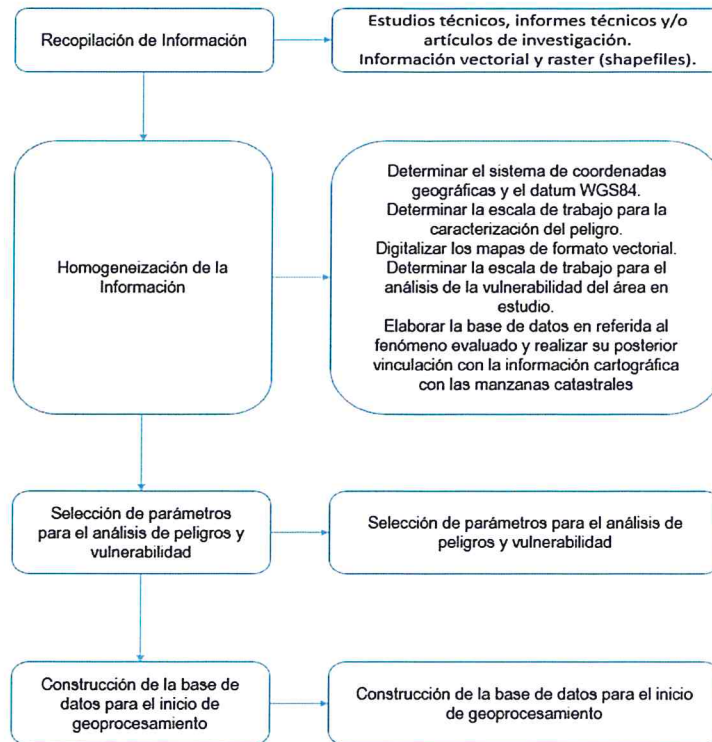 Recopilación de Información
Estudios técnicos, informes técnicos y/o
artículos de investigación.
Información vectorial y raster (shapefiles).
Homogeneización de la
Información
Determinar el sistema de coordenadas
geográficas y el datum WGS84.
Determinar la escala de trabajo para la
caracterización del peligro.
Digitalizar los mapas de formato vectorial.
Determinar la escala de trabajo para el
análisis de la vulnerabilidad del área en
estudio.
Elaborar la base de datos en referida al
fenómeno evaluado y realizar su posterior
vinculación con la información cartográfica
con las manzanas catastrales
Selección de parámetros
para el análisis de peligros y
vulnerabilidad
Selección de parámetros para el análisis de
peligros y vulnerabilidad
Construcción de la base de
datos para el inicio de
geoprocesamiento
Construcción de la base de datos para el inicio
de geoprocesamiento